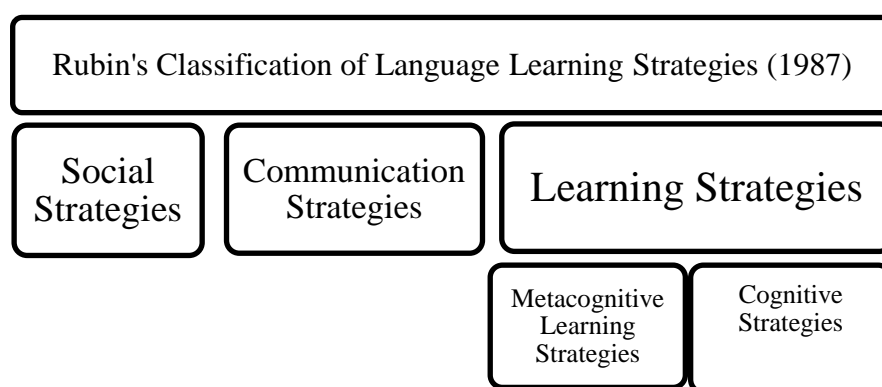 Rubin's Classification of Language Learning Strategies (1987)
Social
Strategies
Communication
Strategies
Learning Strategies
Metacognitive
Learning
Strategies
Cognitive
Strategies